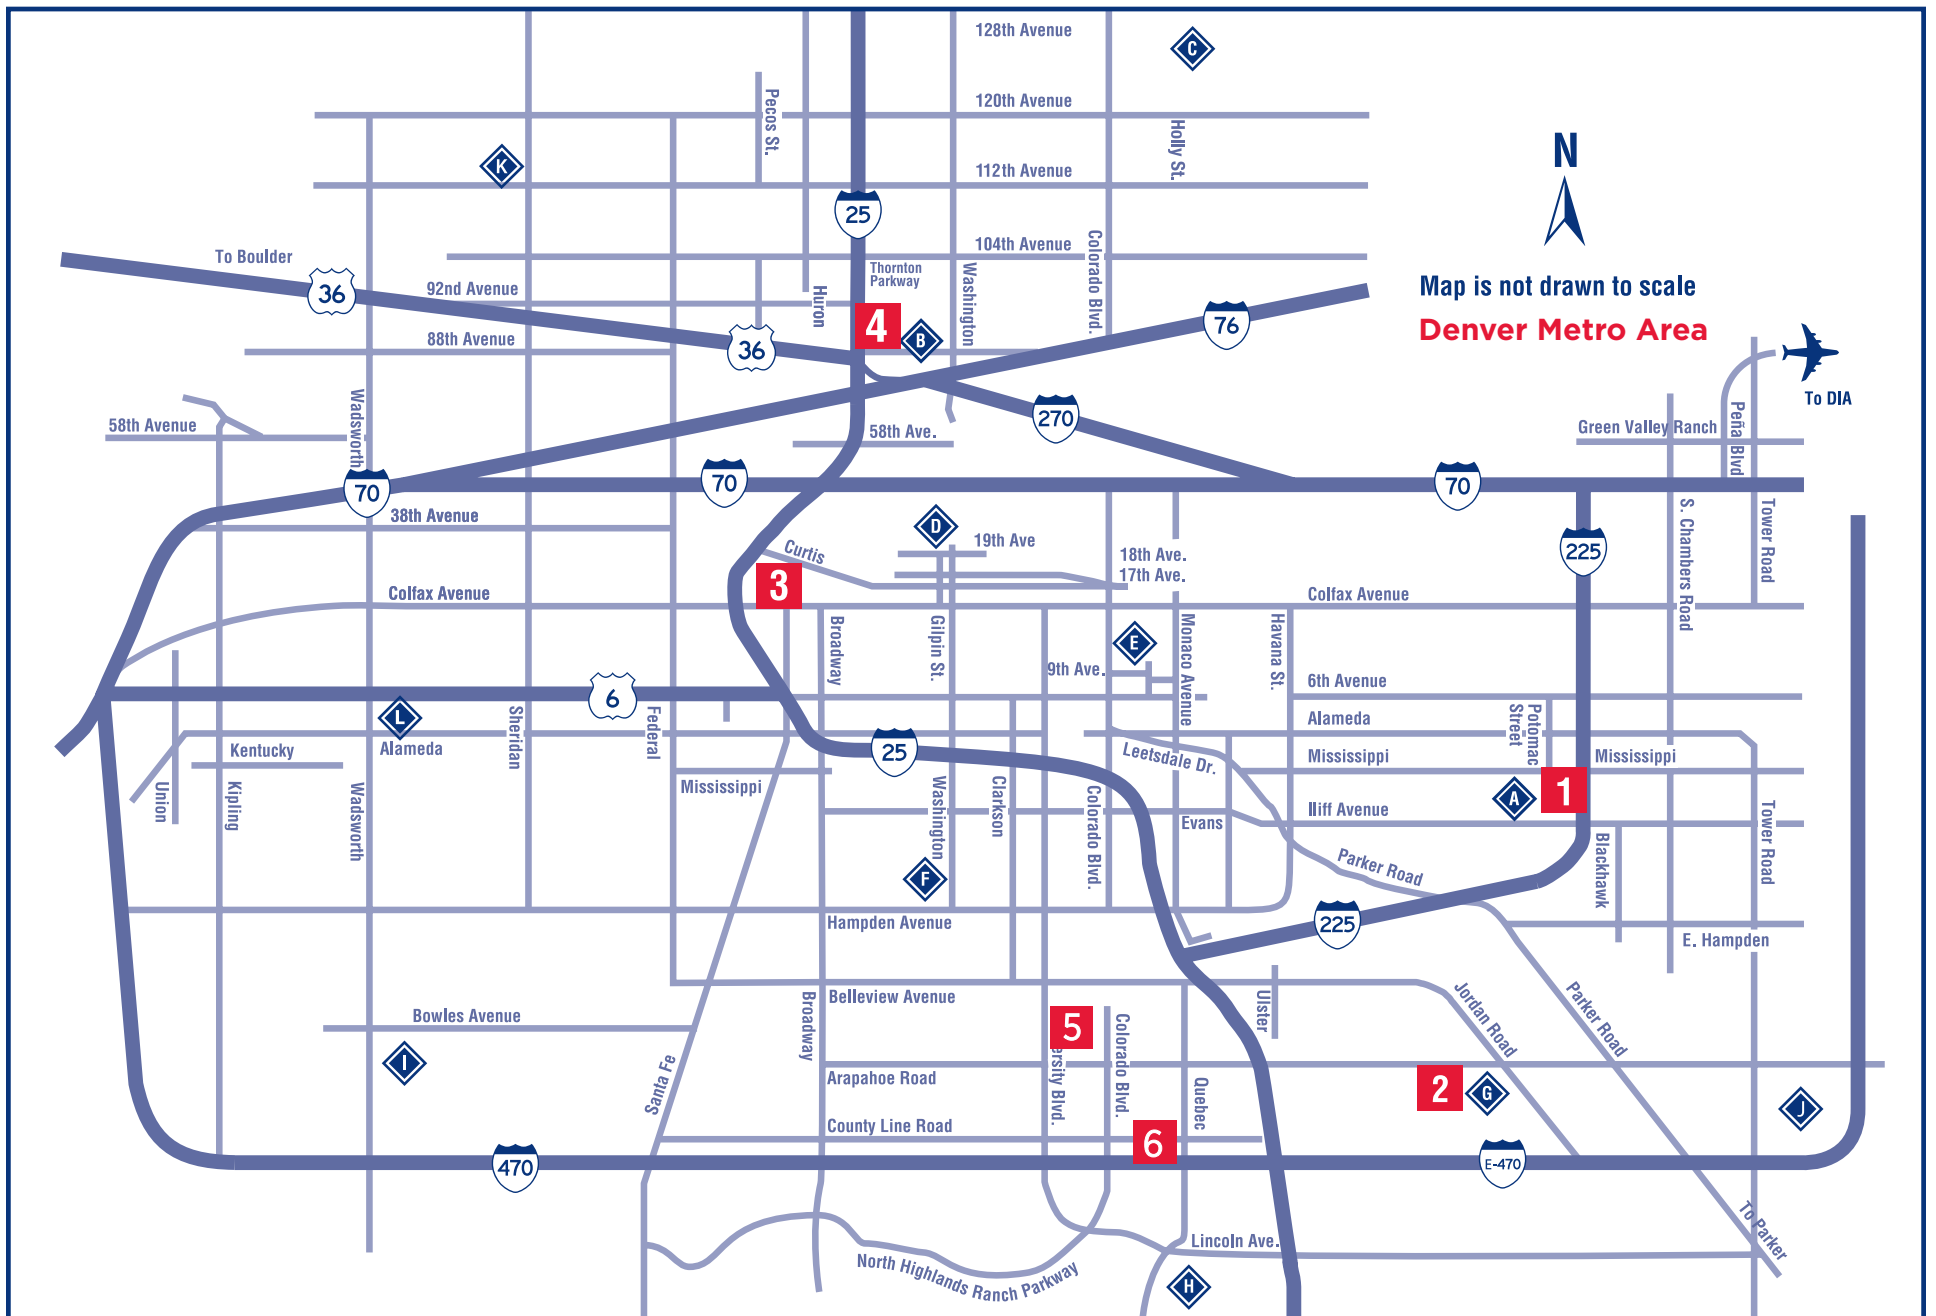 128th Avenue
C
120th Avenue
Pecos St.
Holly St.
K
112th Avenue
N
25
To Boulder
104th Avenue
Colorado Blvd.
Thornton
Parkway
Washington
36
92nd Avenue
Huron
Map is not drawn to scale
Denver Metro Area
4
B
76
88th Avenue
36
To DIA
Wadsworth
58th Avenue
270
58th Ave.
Green Valley Ranch
Peña Blvd
70
70
70
38th Avenue
D
19th Ave
Curtis
18th Ave.
17th Ave.
225
S. Chambers Road
Tower Road
3
Colfax Avenue
Colfax Avenue
Broadway
Gilpin St.
E
Monaco Avenue
Havana St.
9th Ave.
6th Avenue
6
L
Sheridan
Federal
Alameda
Potomac
Street
Kentucky
Alameda
25
Leetsdale Dr.
Mississippi
Mississippi
Mississippi
Union
Kipling
Wadsworth
Washington
Clarkson
Colorado Blvd.
A
1
Evans
Iliff Avenue
Blackhawk
Tower Road
Parker Road
F
Hampden Avenue
225
E. Hampden
Belleview Avenue
Broadway
Ulster
Jordan Road
Parker Road
Bowles Avenue
5
Colorado Blvd.
I
ersity Blvd.
Santa Fe
Arapahoe Road
Quebec
2
G
J
County Line Road
6
470
E-470
To Parker
Lincoln Ave.
North Highlands Ranch Parkway
H